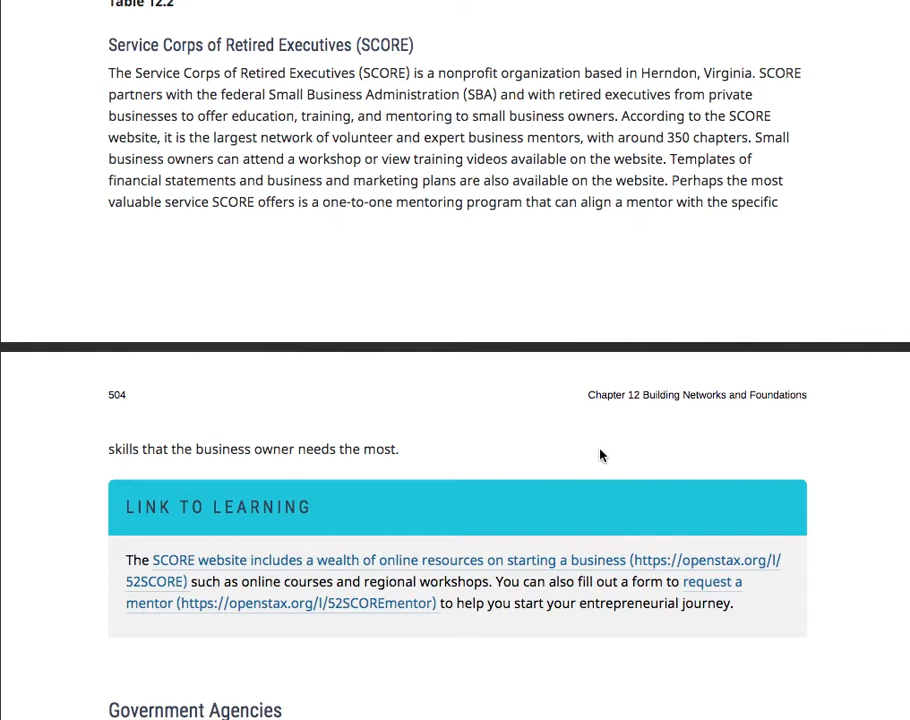 Table 12.2
Service Corps of Retired Executives (SCORE)
The Service Corps of Retired Executives (SCORE) is a nonprofit organization based in Herndon, Virginia. SCORE
partners with the federal Small Business Administration (SBA) and with retired executives from private
businesses to offer education, training, and mentoring to small business owners. According to the SCORE
website, it is the largest network of volunteer and expert business mentors, with around 350 chapters. Small
business owners can attend a workshop or view training videos available on the website. Templates of
financial statements and business and marketing plans are also available on the website. Perhaps the most
valuable service SCORE offers is a one-to-one mentoring program that can align a mentor with the specific
504 Chapter 12 Building Networks and Foundations
skills that the business owner needs the most.
LINK TO LEARNING
The SCORE website includes a wealth of online resources on starting a business (https://openstax.org/l/
52SCORE) such as online courses and regional workshops. You can also fill out a form to request a
mentor (https://openstax.org/l/52SCOREmentor) to help you start your entrepreneurial journey.
Government Agencies